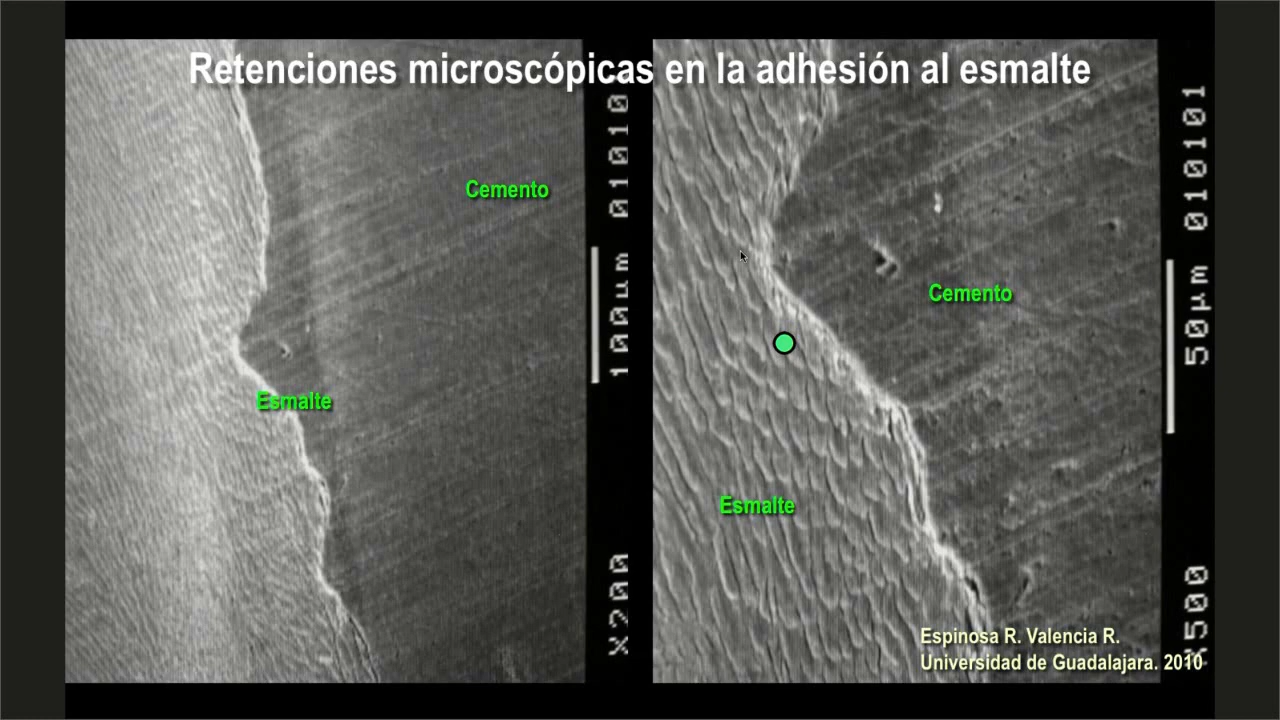 Retenciones microscópicas en la adhesión al esmalte
Cemento
Esmalte
X200 100µm 01010
Cemento
Esmalte
X500 50µm 010101
Espinosa R. Valencia R.
Universidad de Guadalajara. 2010